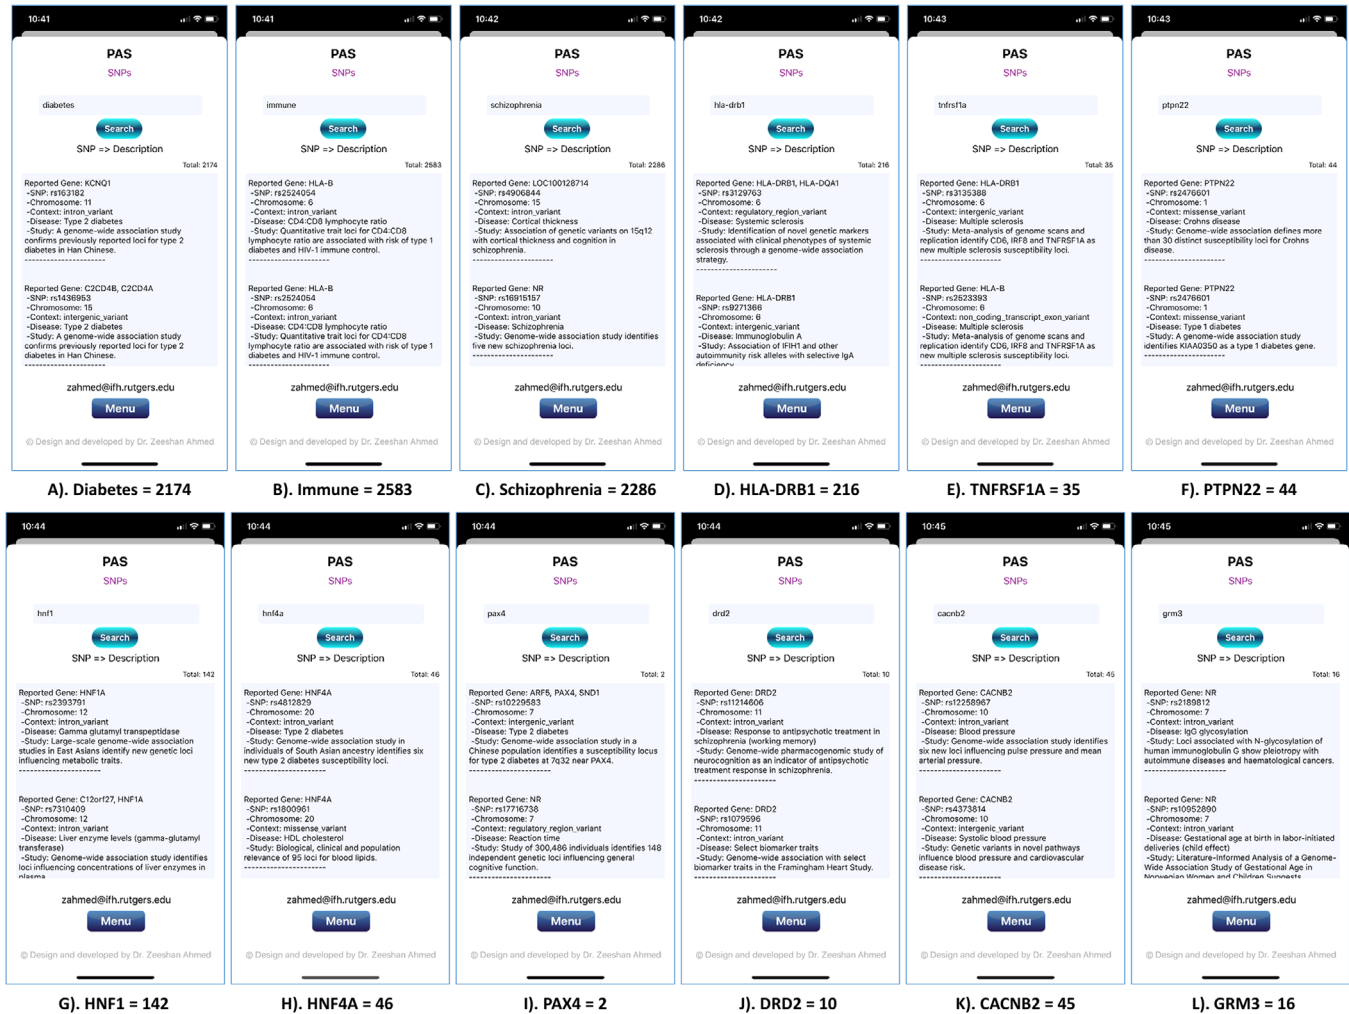 10:41
PAS
SNPs
diabetes
Search
SNP => Description
Total: 2174
Reported Gene: KCNQ1
-SNP: rs163182
-Chromosome: 11
-Context: intron_variant
-Disease: Type 2 diabetes
-Study: A genome-wide association study
confirms previously reported loci for type 2
diabetes in Han Chinese.
----------------------
Reported Gene: C2CD4B, C2CD4A
-SNP: rs1436953
-Chromosome: 15
-Context: intergenic_variant
-Disease: Type 2 diabetes
-Study: A genome-wide association study
confirms previously reported loci for type 2
diabetes in Han Chinese.
----------------------
zahmed@ifh.rutgers.edu
Menu
© Design and developed by Dr. Zeeshan Ahmed
A). Diabetes = 2174
10:41
PAS
SNPs
immune
Search
SNP => Description
Total: 2583
Reported Gene: HLA-B
-SNP: rs2524054
-Chromosome: 6
-Context: intron_variant
-Disease: CD4:CD8 lymphocyte ratio
-Study: Quantitative trait loci for CD4:CD8
lymphocyte ratio are associated with risk of type 1
diabetes and HIV-1 immune control.
----------------------
Reported Gene: HLA-B
-SNP: rs2524054
-Chromosome: 6
-Context: intron_variant
-Disease: CD4:CD8 lymphocyte ratio
-Study: Quantitative trait loci for CD4:CD8
lymphocyte ratio are associated with risk of type 1
diabetes and HIV-1 immune control.
----------------------
zahmed@ifh.rutgers.edu
Menu
© Design and developed by Dr. Zeeshan Ahmed
B). Immune = 2583
10:42
PAS
SNPs
schizophrenia
Search
SNP => Description
Total: 2286
Reported Gene: LOC100128714
-SNP: rs4906844
-Chromosome: 15
-Context: intron_variant
-Disease: Cortical thickness
-Study: Association of genetic variants on 15q12
with cortical thickness and cognition in
schizophrenia.
----------------------
Reported Gene: NR
-SNP: rs16915157
-Chromosome: 10
-Context: intron_variant
-Disease: Schizophrenia
-Study: Genome-wide association study identifies
five new schizophrenia loci.
----------------------
zahmed@ifh.rutgers.edu
Menu
© Design and developed by Dr. Zeeshan Ahmed
C). Schizophrenia = 2286
10:42
PAS
SNPs
hla-drb1
Search
SNP => Description
Total: 216
Reported Gene: HLA-DRB1, HLA-DQA1
-SNP: rs3129763
-Chromosome: 6
-Context: regulatory_region_variant
-Disease: Systemic sclerosis
-Study: Identification of novel genetic markers
associated with clinical phenotypes of systemic
sclerosis through a genome-wide association
strategy.
----------------------
Reported Gene: HLA-DRB1
-SNP: rs9271366
-Chromosome: 6
-Context: intergenic_variant
-Disease: Immunoglobulin A
-Study: Association of IFIH1 and other
autoimmunity risk alleles with selective IgA
deficiency
zahmed@ifh.rutgers.edu
Menu
© Design and developed by Dr. Zeeshan Ahmed
D). HLA-DRB1 = 216
10:43
PAS
SNPs
tnfrsf1a
Search
SNP => Description
Total: 35
Reported Gene: HLA-DRB1
-SNP: rs3135388
-Chromosome: 6
-Context: intergenic_variant
-Disease: Multiple sclerosis
-Study: Meta-analysis of genome scans and
replication identify CD6, IRF8 and TNFRSF1A as
new multiple sclerosis susceptibility loci.
----------------------
Reported Gene: HLA-B
-SNP: rs2523393
-Chromosome: 6
-Context: non_coding_transcript_exon_variant
-Disease: Multiple sclerosis
-Study: Meta-analysis of genome scans and
replication identify CD6, IRF8 and TNFRSF1A as
new multiple sclerosis susceptibility loci.
----------------------
zahmed@ifh.rutgers.edu
Menu
© Design and developed by Dr. Zeeshan Ahmed
E). TNFRSF1A = 35
10:43
PAS
SNPs
ptpn22
Search
SNP => Description
Total: 44
Reported Gene: PTPN22
-SNP: rs2476601
-Chromosome: 1
-Context: missense_variant
-Disease: Crohns disease
-Study: Genome-wide association defines more
than 30 distinct susceptibility loci for Crohns
disease.
----------------------
Reported Gene: PTPN22
-SNP: rs2476601
-Chromosome: 1
-Context: missense_variant
-Disease: Type 1 diabetes
-Study: A genome-wide association study
identifies KIAA0350 as a type 1 diabetes gene.
----------------------
zahmed@ifh.rutgers.edu
Menu
© Design and developed by Dr. Zeeshan Ahmed
F). PTPN22 = 44
10:44
PAS
SNPs
hnf1
Search
SNP => Description
Total: 142
Reported Gene: HNF1A
-SNP: rs2393791
-Chromosome: 12
-Context: intron_variant
-Disease: Gamma glutamyl transpeptidase
-Study: Large-scale genome-wide association
studies in East Asians identify new genetic loci
influencing metabolic traits.
----------------------
Reported Gene: C12orf27, HNF1A
-SNP: rs7310409
-Chromosome: 12
-Context: intron_variant
-Disease: Liver enzyme levels (gamma-glutamyl
transferase)
-Study: Genome-wide association study identifies
loci influencing concentrations of liver enzymes in
plasma
zahmed@ifh.rutgers.edu
Menu
© Design and developed by Dr. Zeeshan Ahmed
G). HNF1 = 142
10:44
PAS
SNPs
hnf4a
Search
SNP => Description
Total: 46
Reported Gene: HNF4A
-SNP: rs4812829
-Chromosome: 20
-Context: intron_variant
-Disease: Type 2 diabetes
-Study: Genome-wide association study in
individuals of South Asian ancestry identifies six
new type 2 diabetes susceptibility loci.
----------------------
Reported Gene: HNF4A
-SNP: rs1800961
-Chromosome: 20
-Context: missense_variant
-Disease: HDL cholesterol
-Study: Biological, clinical and population
relevance of 95 loci for blood lipids.
----------------------
zahmed@ifh.rutgers.edu
Menu
© Design and developed by Dr. Zeeshan Ahmed
H). HNF4A = 46
10:44
PAS
SNPs
pax4
Search
SNP => Description
Total: 2
Reported Gene: ARF5, PAX4, SND1
-SNP: rs10229583
-Chromosome: 7
-Context: intergenic_variant
-Disease: Type 2 diabetes
-Study: Genome-wide association study in a
Chinese population identifies a susceptibility locus
for type 2 diabetes at 7q32 near PAX4.
----------------------
Reported Gene: NR
-SNP: rs17716738
-Chromosome: 7
-Context: regulatory_region_variant
-Disease: Reaction time
-Study: Study of 300,486 individuals identifies 148
independent genetic loci influencing general
cognitive function.
----------------------
zahmed@ifh.rutgers.edu
Menu
© Design and developed by Dr. Zeeshan Ahmed
I). PAX4 = 2
10:44
PAS
SNPs
drd2
Search
SNP => Description
Total: 10
Reported Gene: DRD2
-SNP: rs11214606
-Chromosome: 11
-Context: intron_variant
-Disease: Response to antipsychotic treatment in
schizophrenia (working memory)
-Study: Genome-wide pharmacogenomic study of
neurocognition as an indicator of antipsychotic
treatment response in schizophrenia.
----------------------
Reported Gene: DRD2
-SNP: rs1079596
-Chromosome: 11
-Context: intron_variant
-Disease: Select biomarker traits
-Study: Genome-wide association with select
biomarker traits in the Framingham Heart Study.
----------------------
zahmed@ifh.rutgers.edu
Menu
© Design and developed by Dr. Zeeshan Ahmed
J). DRD2 = 10
10:45
PAS
SNPs
cacnb2
Search
SNP => Description
Total: 45
Reported Gene: CACNB2
-SNP: rs12258967
-Chromosome: 10
-Context: intron_variant
-Disease: Blood pressure
-Study: Genome-wide association study identifies
six new loci influencing pulse pressure and mean
arterial pressure.
----------------------
Reported Gene: CACNB2
-SNP: rs4373814
-Chromosome: 10
-Context: intergenic_variant
-Disease: Systolic blood pressure
-Study: Genetic variants in novel pathways
influence blood pressure and cardiovascular
disease risk.
----------------------
zahmed@ifh.rutgers.edu
Menu
© Design and developed by Dr. Zeeshan Ahmed
K). CACNB2 = 45
10:45
PAS
SNPs
grm3
Search
SNP => Description
Total: 16
Reported Gene: NR
-SNP: rs2189812
-Chromosome: 7
-Context: intron_variant
-Disease: IgG glycosylation
-Study: Loci associated with N-glycosylation of
human immunoglobulin G show pleiotropy with
autoimmune diseases and haematological cancers.
----------------------
Reported Gene: NR
-SNP: rs10952890
-Chromosome: 7
-Context: intron_variant
-Disease: Gestational age at birth in labor-initiated
deliveries (child effect)
-Study: Literature-Informed Analysis of a Genome-
Wide Association Study of Gestational Age in
Norwegian Women and Children Suggests
zahmed@ifh.rutgers.edu
Menu
© Design and developed by Dr. Zeeshan Ahmed
L). GRM3 = 16